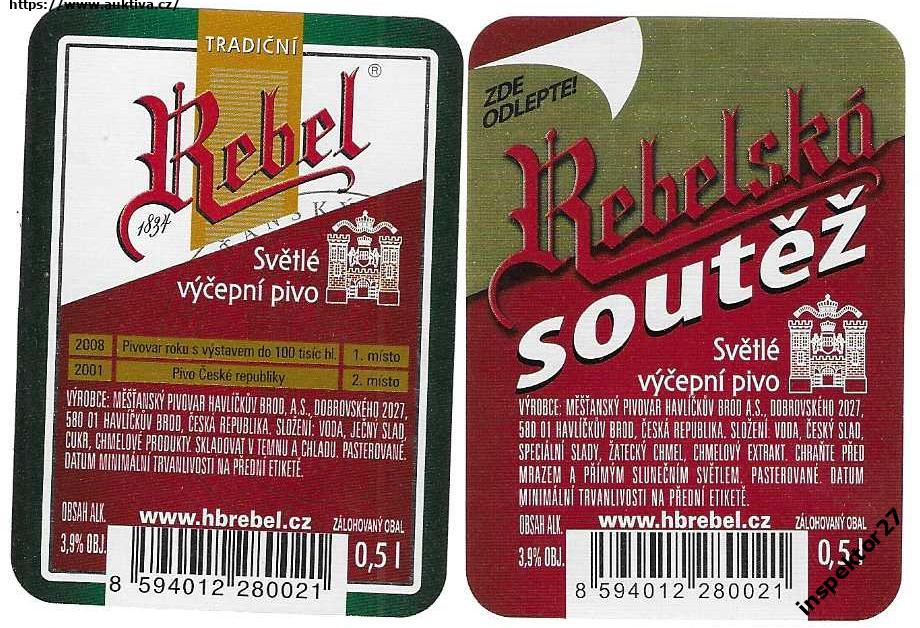 https://www.auktiva.cz/
TRADIČNÍ
Rebel ®
1834
ŠŤANSKÝ
Světlé
výčepní pivo
2008 Pivovar roku s výstavem do 100 tisíc hl. 1. místo
2001 Pivo České republiky 2. místo
VÝROBCE: MĚŠŤANSKÝ PIVOVAR HAVLÍČKŮV BROD, A.S., DOBROVSKÉHO 2027,
580 01 HAVLÍČKŮV BROD, ČESKÁ REPUBLIKA. SLOŽENÍ: VODA, JEČNÝ SLAD,
CUKR, CHMELOVÉ PRODUKTY. SKLADOVAT V TEMNU A CHLADU. PASTEROVANÉ.
DATUM MINIMÁLNÍ TRVANLIVOSTI NA PŘEDNÍ ETIKETĚ.
OBSAH ALK. www.hbrebel.cz ZÁLOHOVANÝ OBAL
3,9% OBJ. 0,5 l
8 594012 280021
ZDE
ODLEPTE!
Rebelská
soutěž
Světlé
výčepní pivo
VÝROBCE: MĚŠŤANSKÝ PIVOVAR HAVLÍČKŮV BROD A.S., DOBROVSKÉHO 2027,
580 01 HAVLÍČKŮV BROD, ČESKÁ REPUBLIKA. SLOŽENÍ: VODA, ČESKÝ SLAD,
SPECIÁLNÍ SLADY, ŽATECKÝ CHMEL, CHMELOVÝ EXTRAKT. CHRAŇTE PŘED
MRAZEM A PŘÍMÝM SLUNEČNÍM SVĚTLEM. PASTEROVANÉ. DATUM
MINIMÁLNÍ TRVANLIVOSTI NA PŘEDNÍ ETIKETĚ.
OBSAH ALK. www.hbrebel.cz ZÁLOHOVANÝ OBAL
3,9% OBJ. 0,5 l
8 594012 280021
inspektor27